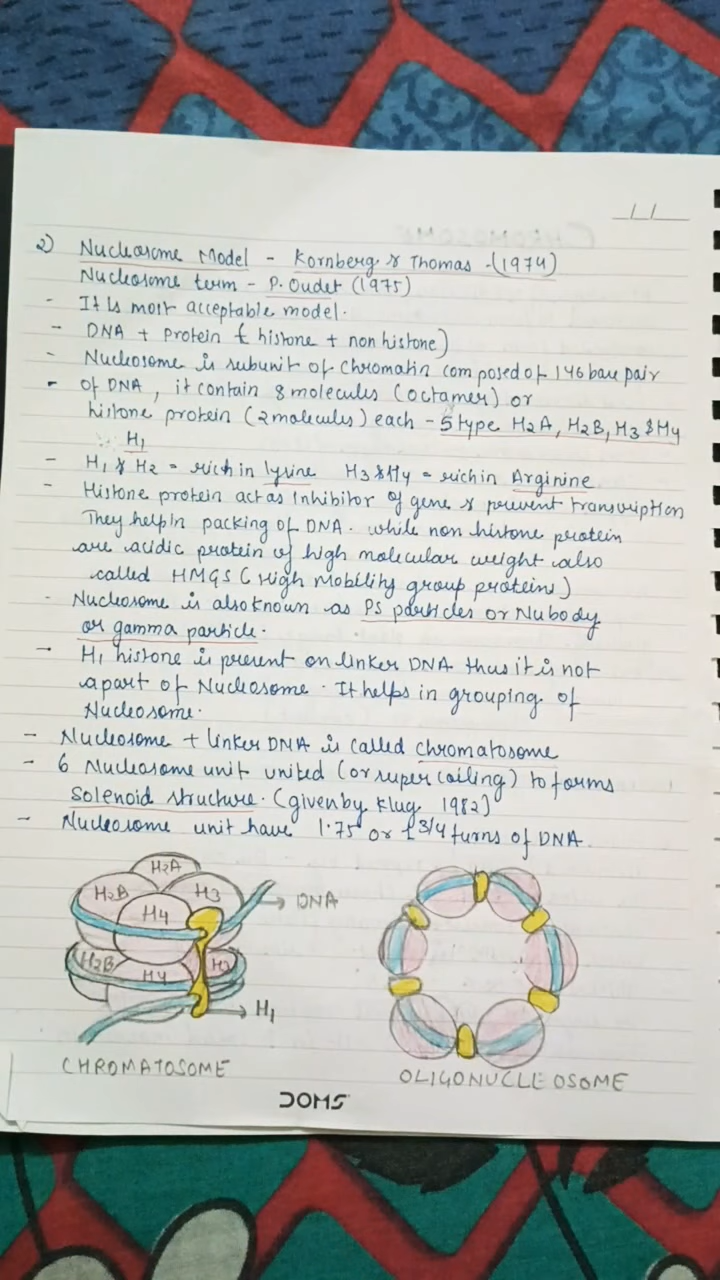 2) Nucleosome Model - Kornberg & Thomas -(1974)
Nucleosome term - P. Oudet (1975)
- It Is most acceptable model.
- DNA + Protein ( histone + non histone)
- Nucleosome is subunit of Chromatin composed of 146 base pair
- of DNA, it contain 8 molecules (octamer) or
histone protein (2 molecules) each - 5 type H2A, H2B, H3 & H4
H1
- H1 & H2 = rich in lysine H3 & H4 = rich in Arginine
- Histone protein act as Inhibitor of gene & prevent transcription
They help in packing of DNA. while non histone protein
are acidic protein of high molecular weight also
called HMGS (High Mobility group proteins)
- Nucleosome is also known as PS particles or Nubody
or gamma particle.
- H1 histone is present on linker DNA thus it is not
a part of Nucleosome. It helps in grouping of
Nucleosome.
- Nucleosome + linker DNA is called chromatosome
- 6 Nucleosome unit united (or super coiling) to forms
Solenoid structure. (given by Klug 1982)
- Nucleosome unit have 1.75 or 1 3/4 turns of DNA.
H2A
H2B H3
H4
DNA
H2B H4 H3
H1
CHROMATOSOME
OLIGONUCLEOSOME
DOMS